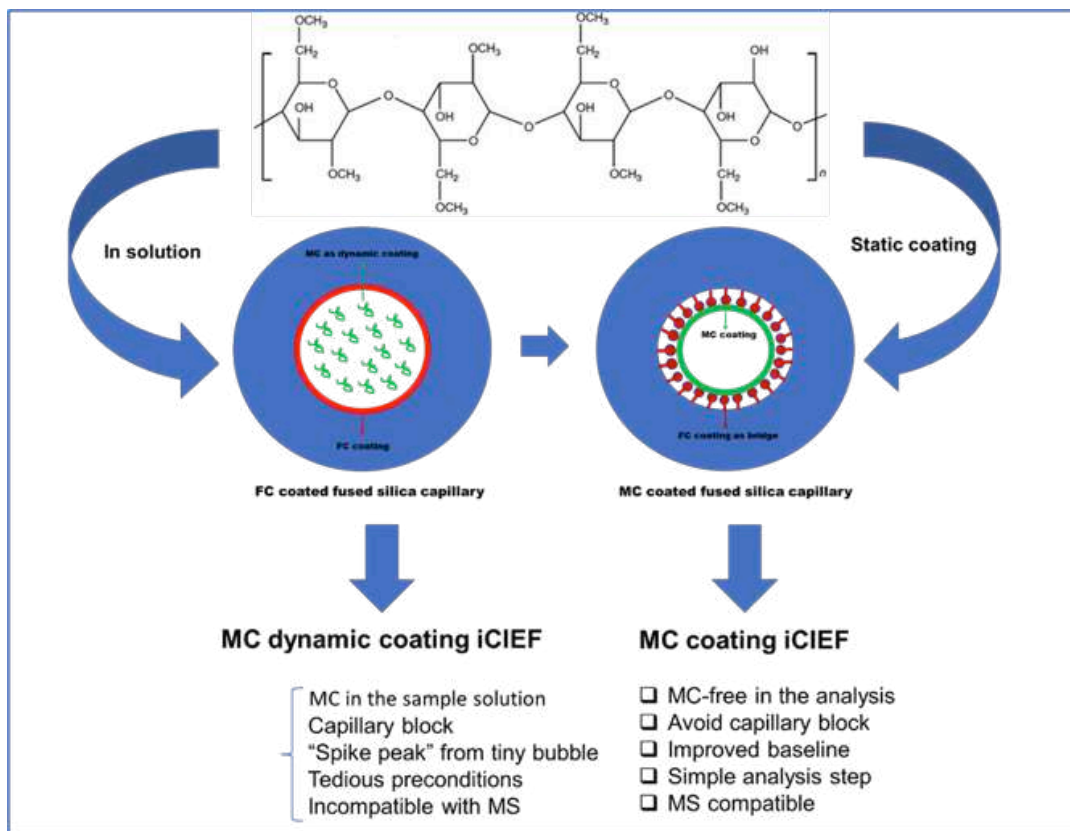 OCH₃
CH₂
O
OH
OCH₃
O
OCH₃
OH
O
CH₂
OCH₃
O
OCH₃
CH₂
O
OH
OCH₃
O
OH
OH
O
CH₂
OCH₃
O
n
In solution
Static coating
MC as dynamic coating
FC coating
MC coating
FC coating as bridge
FC coated fused silica capillary
MC coated fused silica capillary
MC dynamic coating iCIEF
MC in the sample solution
Capillary block
“Spike peak” from tiny bubble
Tedious preconditions
Incompatible with MS
MC coating iCIEF
MC-free in the analysis
Avoid capillary block
Improved baseline
Simple analysis step
MS compatible